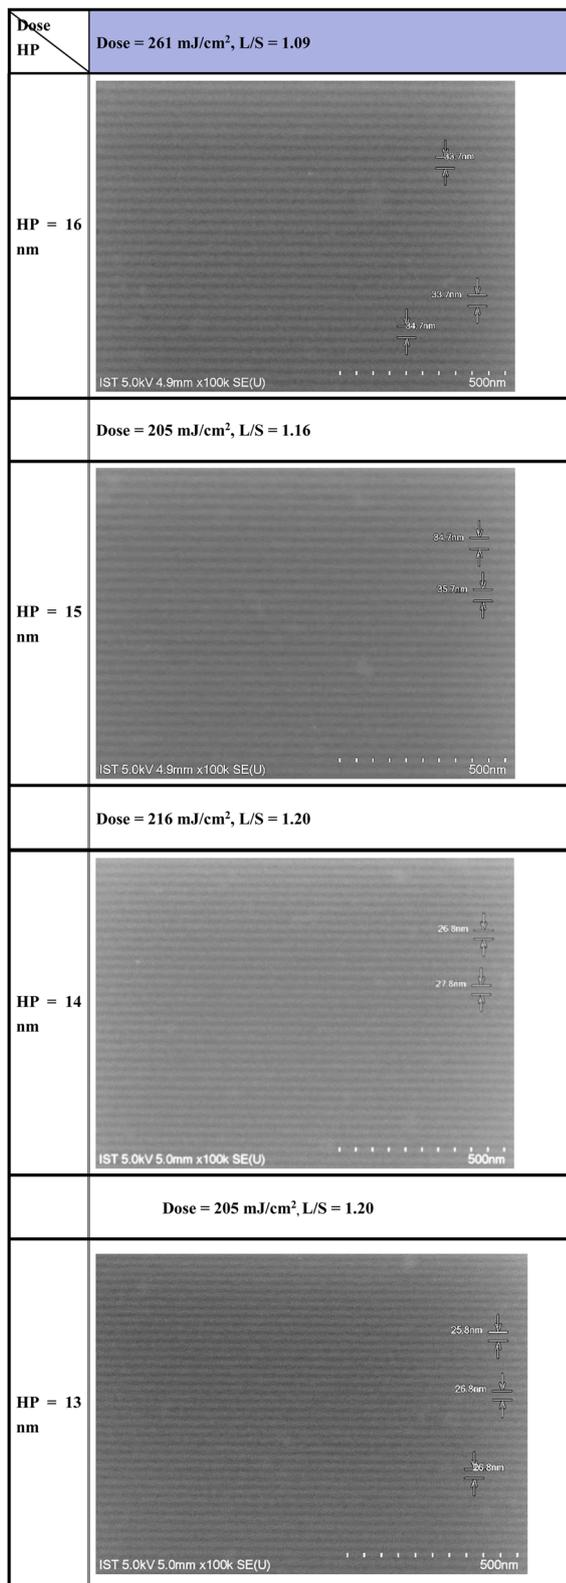 Dose
HP
Dose = 261 mJ/cm², L/S = 1.09
HP = 16
nm
33.7nm
33.7nm
34.7nm
IST 5.0kV 4.9mm x100k SE(U)
500nm
Dose = 205 mJ/cm², L/S = 1.16
HP = 15
nm
34.7nm
35.7nm
IST 5.0kV 4.9mm x100k SE(U)
500nm
Dose = 216 mJ/cm², L/S = 1.20
HP = 14
nm
26.8nm
27.8nm
IST 5.0kV 5.0mm x100k SE(U)
500nm
Dose = 205 mJ/cm², L/S = 1.20
HP = 13
nm
25.8nm
26.8nm
26.8nm
IST 5.0kV 5.0mm x100k SE(U)
500nm